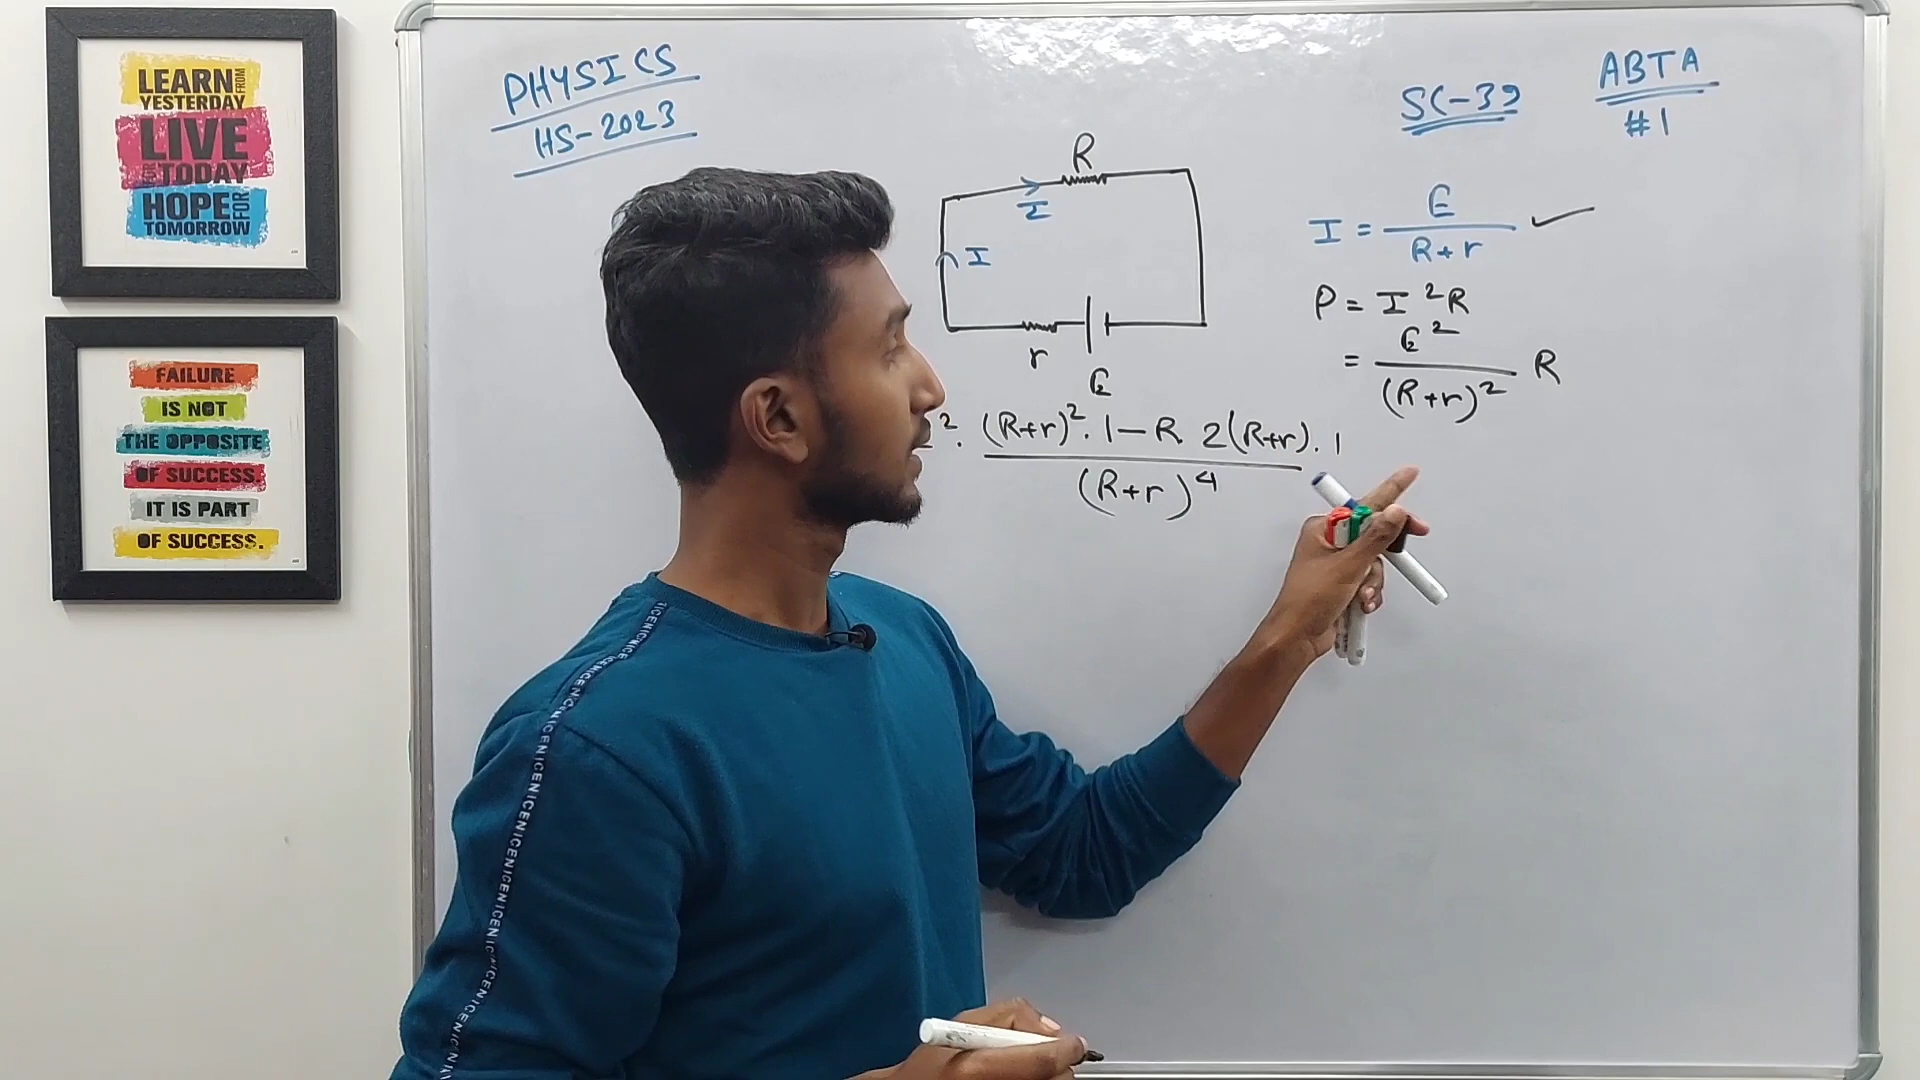 LEARN FROM
YESTERDAY
LIVE
FOR TODAY
HOPE FOR
TOMORROW
FAILURE
IS NOT
THE OPPOSITE
OF SUCCESS.
IT IS PART
OF SUCCESS.
PHYSICS
HS-2023
SC-39
ABTA
#1
R
I
I
r
E
I = E / (R+r) ✓
P = I²R
= E² / (R+r)² R
². (R+r)².1 - R. 2(R+r).1 / (R+r)⁴
NICENICENICENICENICENICENICENICE